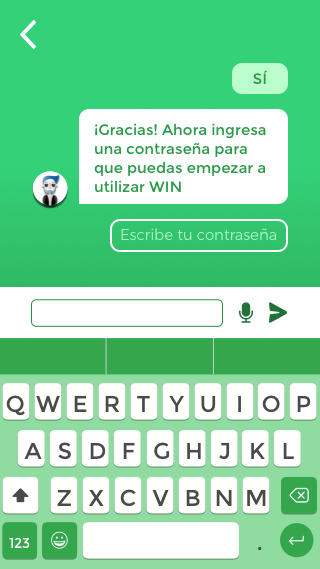 SÍ
¡Gracias! Ahora ingresa
una contraseña para
que puedas empezar a
utilizar WIN
Escribe tu contraseña
Q W E R T Y U I O P
A S D F G H J K L
Z X C V B N M
123 .